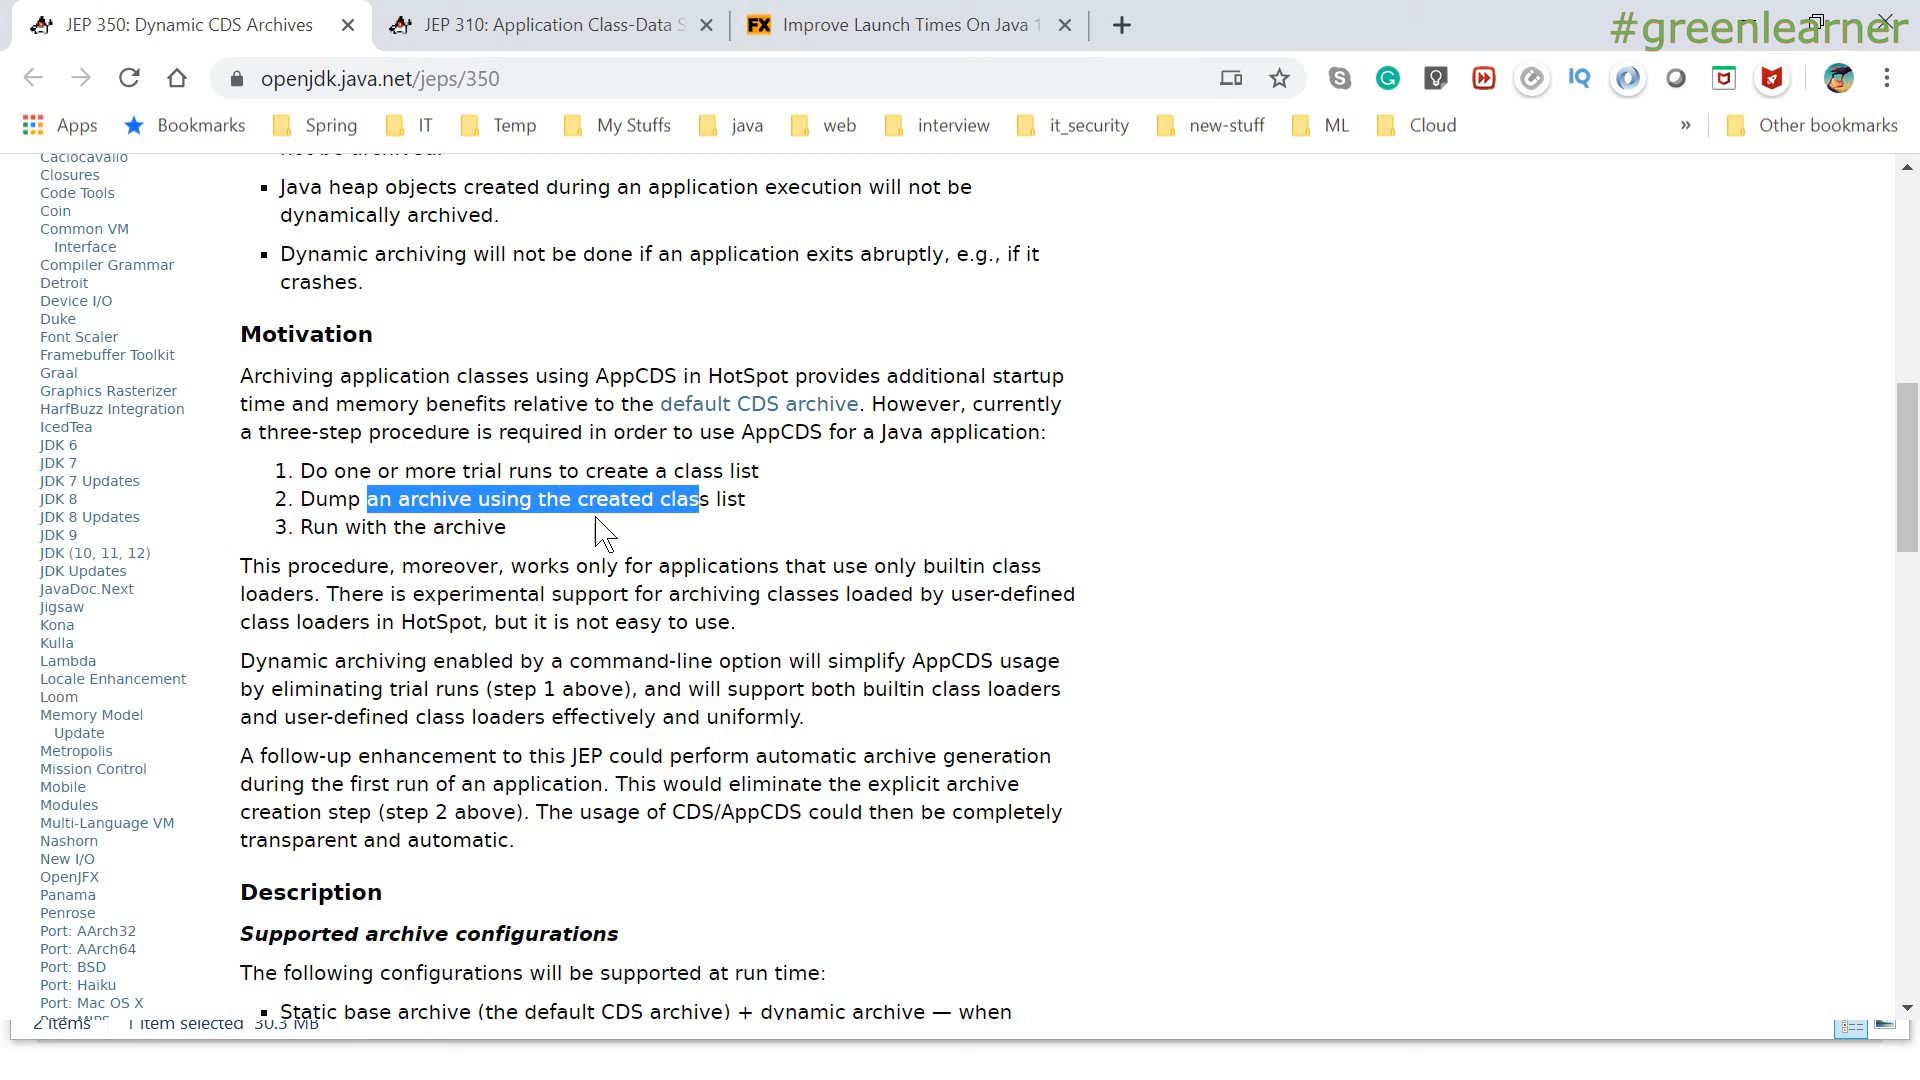 JEP 350: Dynamic CDS Archives
JEP 310: Application Class-Data S
FX Improve Launch Times On Java 1
#greenlearner
openjdk.java.net/jeps/350
IQ
Apps Bookmarks Spring IT Temp My Stuffs java web interview it_security new-stuff ML Cloud » Other bookmarks
Caciocavallo
Closures
Code Tools
Coin
Common VM
Interface
Compiler Grammar
Detroit
Device I/O
Duke
Font Scaler
Framebuffer Toolkit
Graal
Graphics Rasterizer
HarfBuzz Integration
IcedTea
JDK 6
JDK 7
JDK 7 Updates
JDK 8
JDK 8 Updates
JDK 9
JDK (10, 11, 12)
JDK Updates
JavaDoc.Next
Jigsaw
Kona
Kulla
Lambda
Locale Enhancement
Loom
Memory Model
Update
Metropolis
Mission Control
Mobile
Modules
Multi-Language VM
Nashorn
New I/O
OpenJFX
Panama
Penrose
Port: AArch32
Port: AArch64
Port: BSD
Port: Haiku
Port: Mac OS X
Port: MIPS
not be archived.
Java heap objects created during an application execution will not be
dynamically archived.
Dynamic archiving will not be done if an application exits abruptly, e.g., if it
crashes.
Motivation
Archiving application classes using AppCDS in HotSpot provides additional startup
time and memory benefits relative to the default CDS archive. However, currently
a three-step procedure is required in order to use AppCDS for a Java application:
1. Do one or more trial runs to create a class list
2. Dump an archive using the created class list
3. Run with the archive
This procedure, moreover, works only for applications that use only builtin class
loaders. There is experimental support for archiving classes loaded by user-defined
class loaders in HotSpot, but it is not easy to use.
Dynamic archiving enabled by a command-line option will simplify AppCDS usage
by eliminating trial runs (step 1 above), and will support both builtin class loaders
and user-defined class loaders effectively and uniformly.
A follow-up enhancement to this JEP could perform automatic archive generation
during the first run of an application. This would eliminate the explicit archive
creation step (step 2 above). The usage of CDS/AppCDS could then be completely
transparent and automatic.
Description
Supported archive configurations
The following configurations will be supported at run time:
Static base archive (the default CDS archive) + dynamic archive — when
2 items 1 item selected 30.3 MB